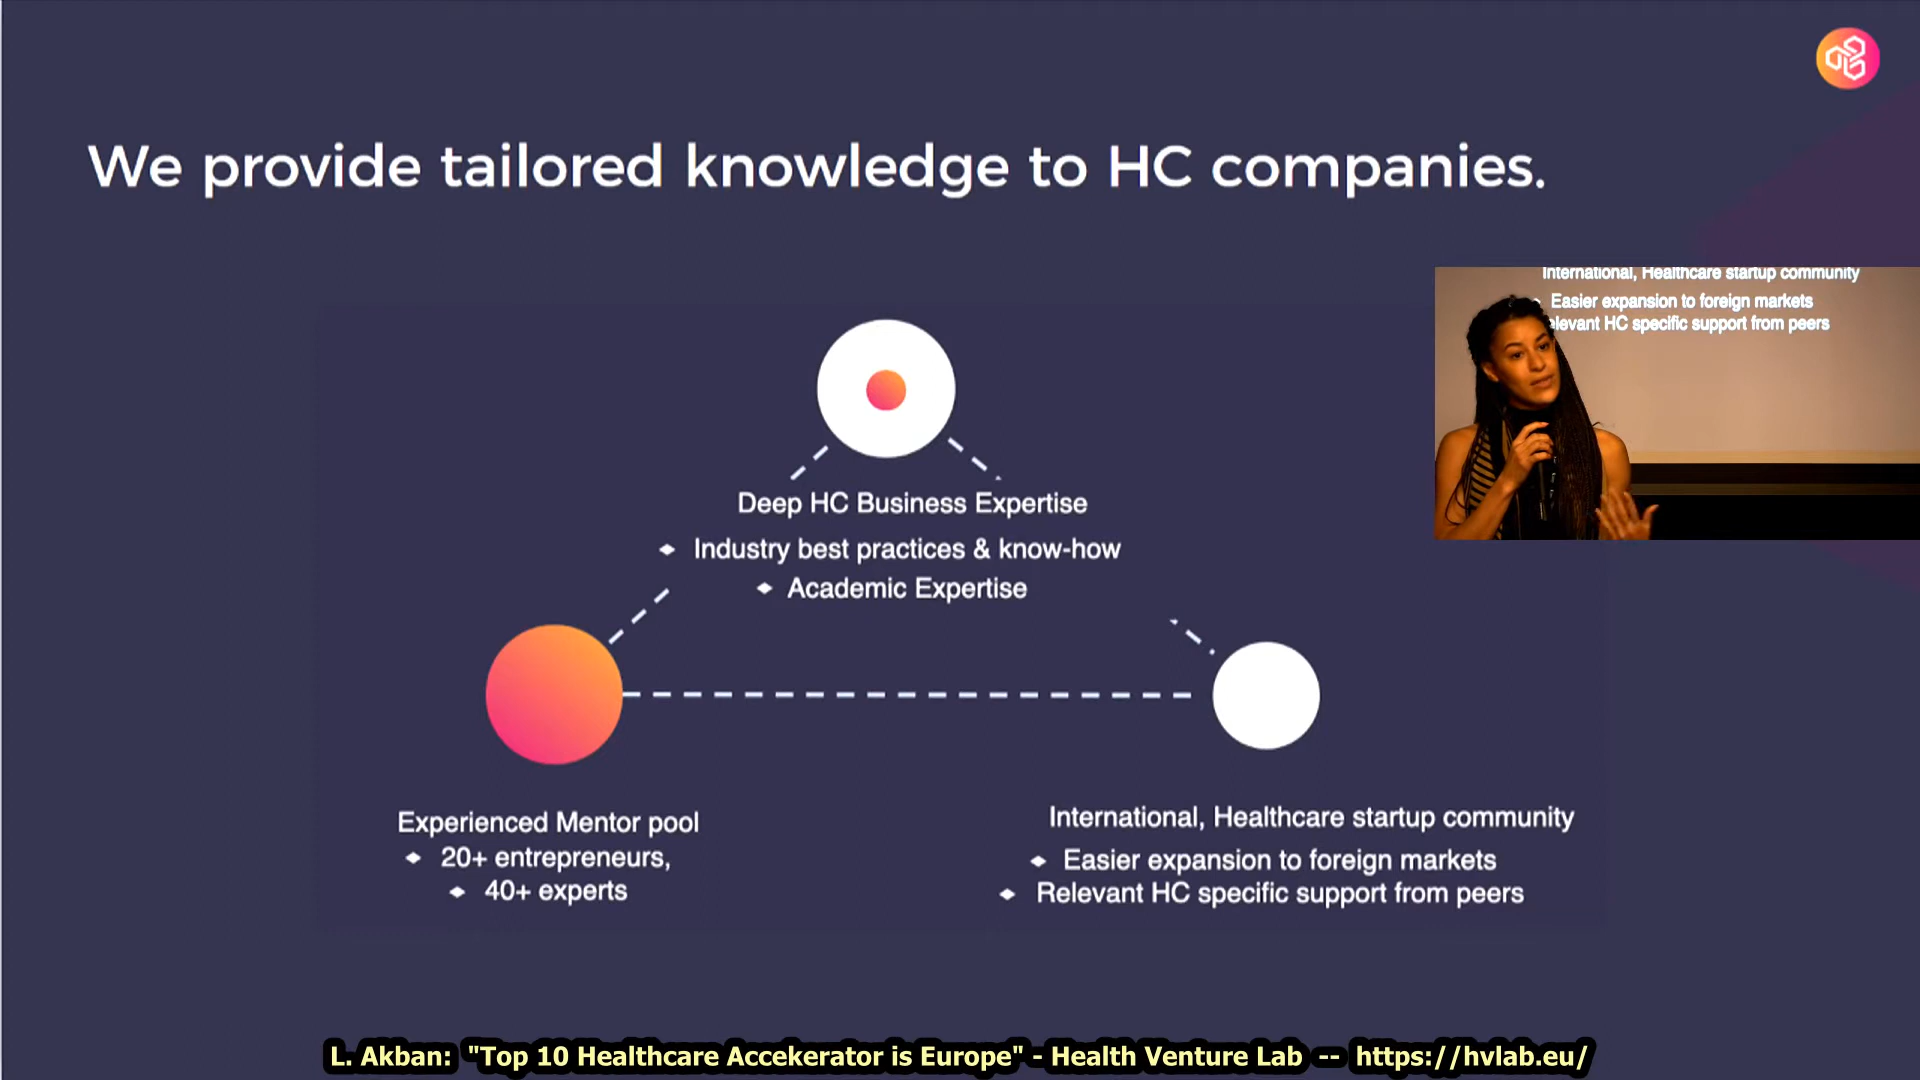 We provide tailored knowledge to HC companies.
International, Healthcare startup community
Easier expansion to foreign markets
levant HC specific support from peers
Deep HC Business Expertise
Industry best practices & know-how
Academic Expertise
Experienced Mentor pool
20+ entrepreneurs,
40+ experts
International, Healthcare startup community
Easier expansion to foreign markets
Relevant HC specific support from peers
L. Akban: "Top 10 Healthcare Accekerator is Europe" - Health Venture Lab -- https://hvlab.eu/